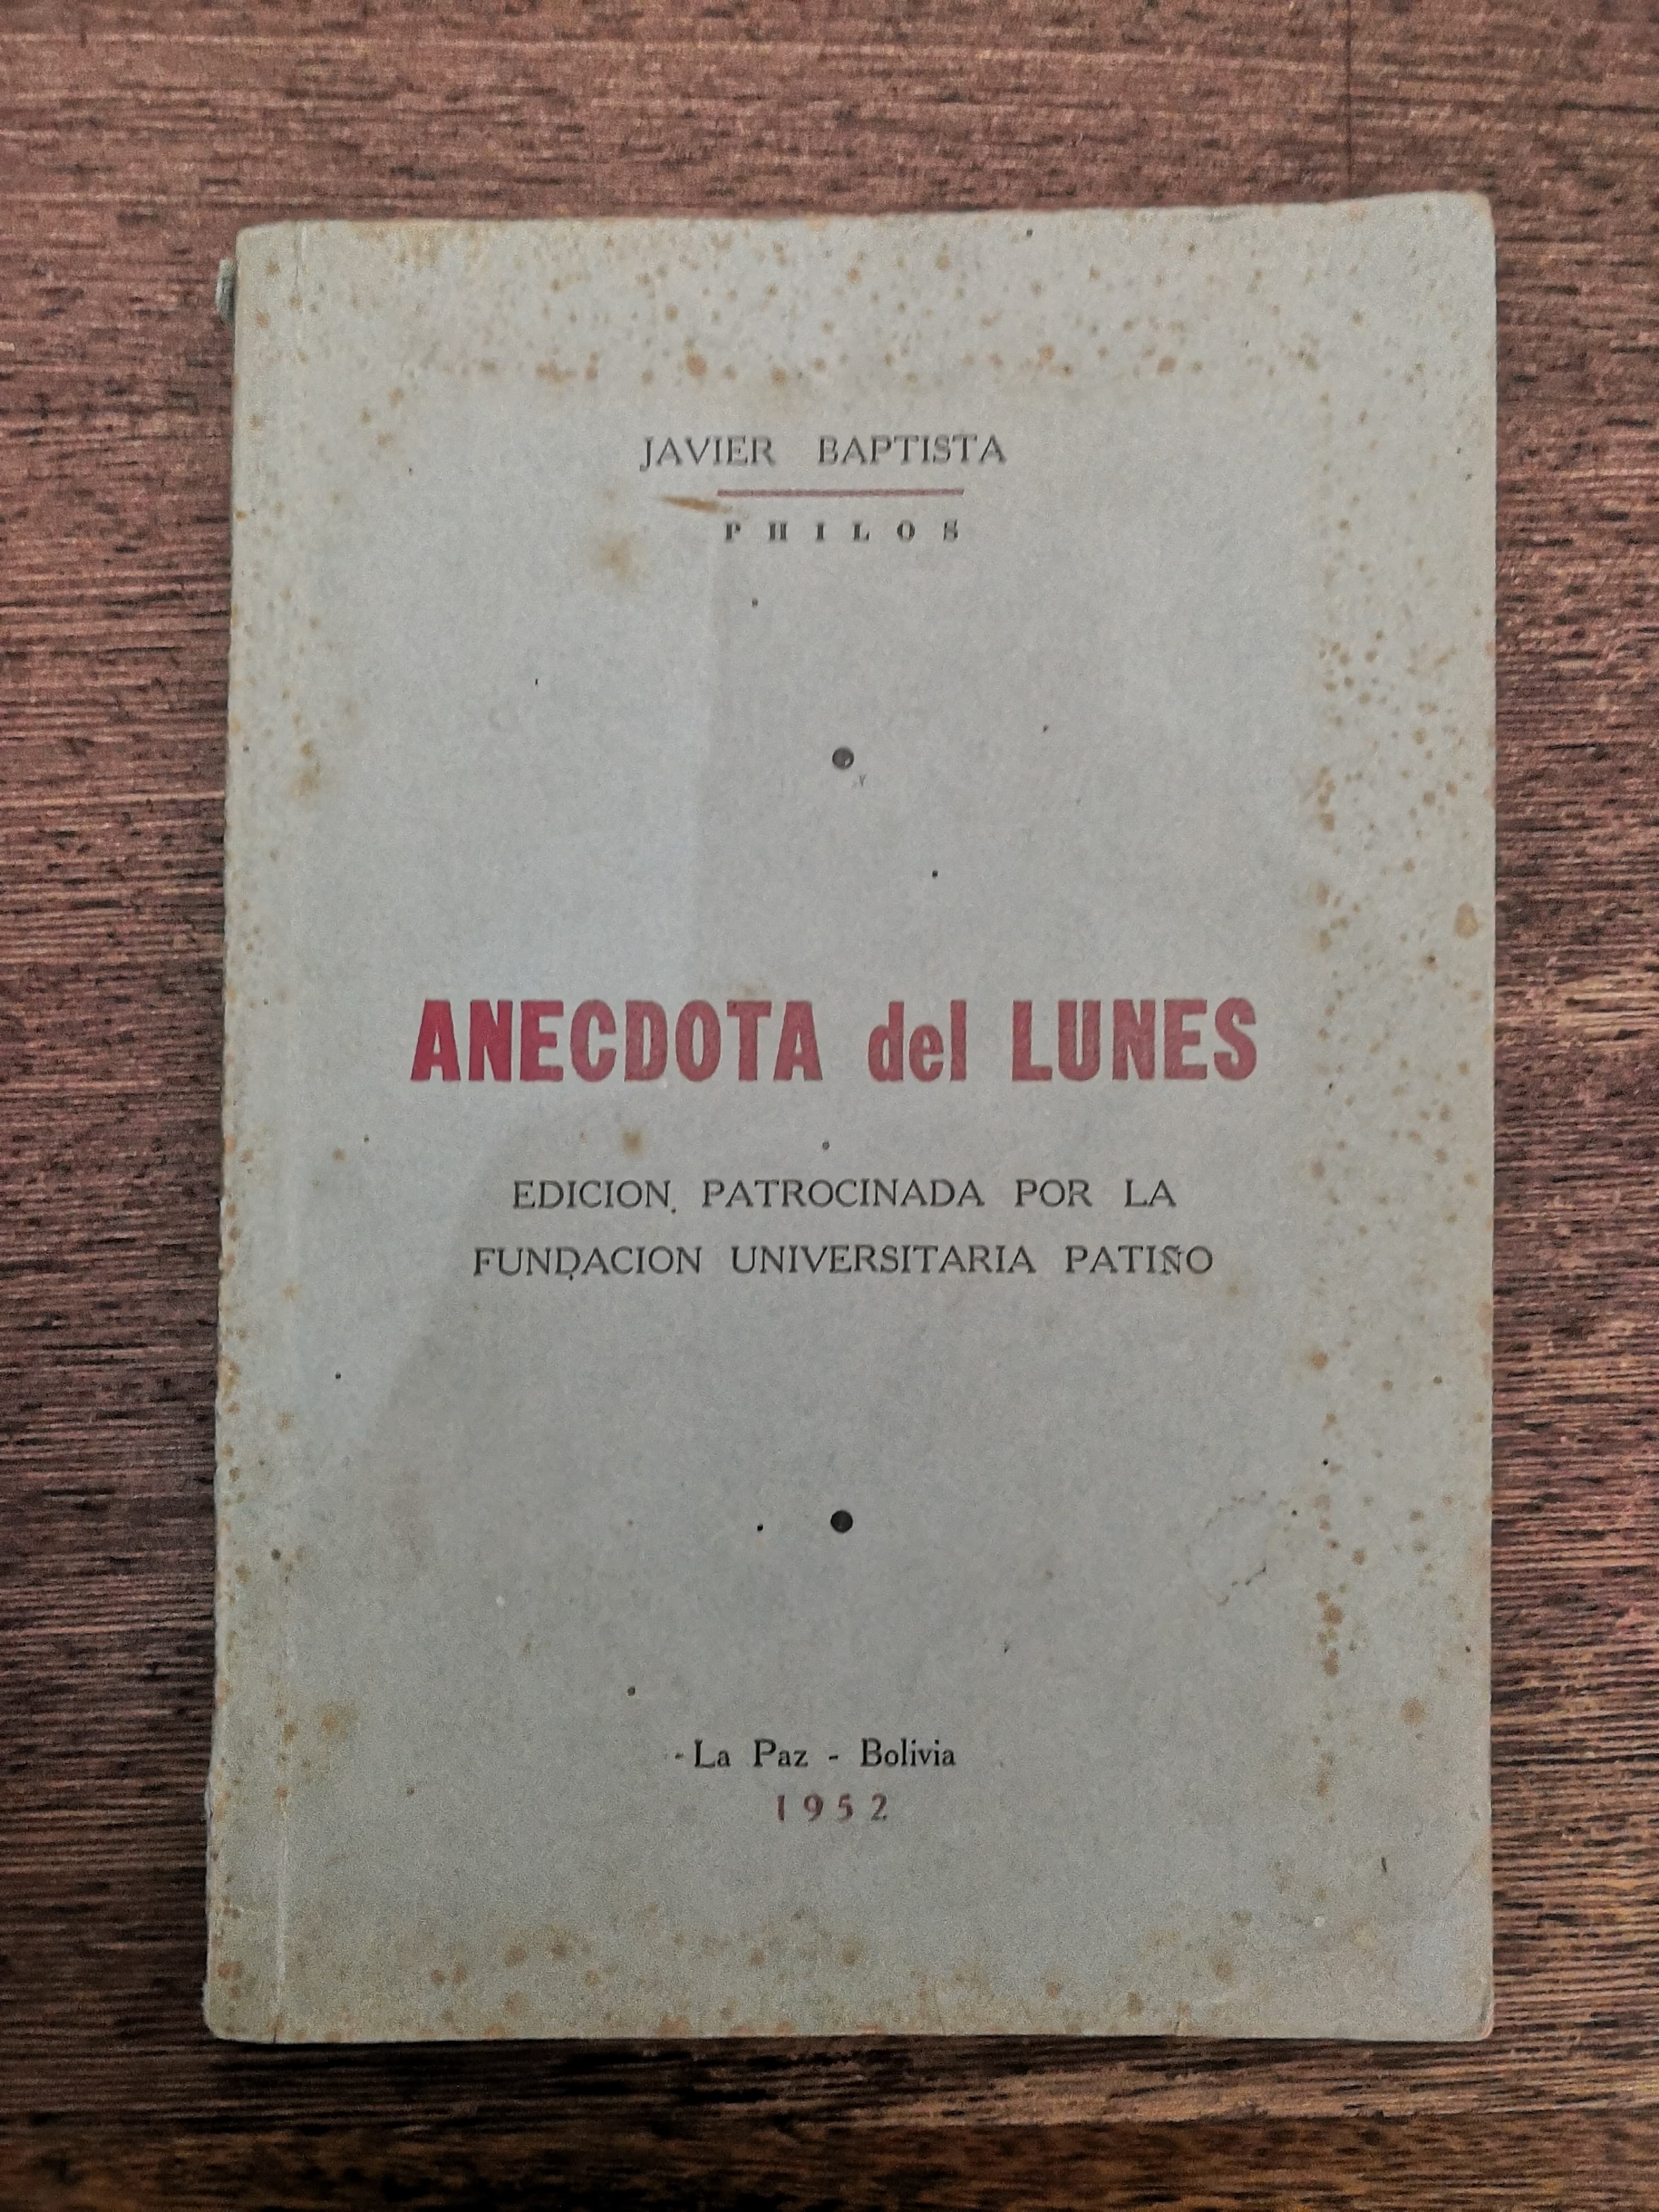 JAVIER BAPTISTA
PHILOS
ANECDOTA del LUNES
EDICION PATROCINADA POR LA
FUNDACION UNIVERSITARIA PATIÑO
La Paz - Bolivia
1952